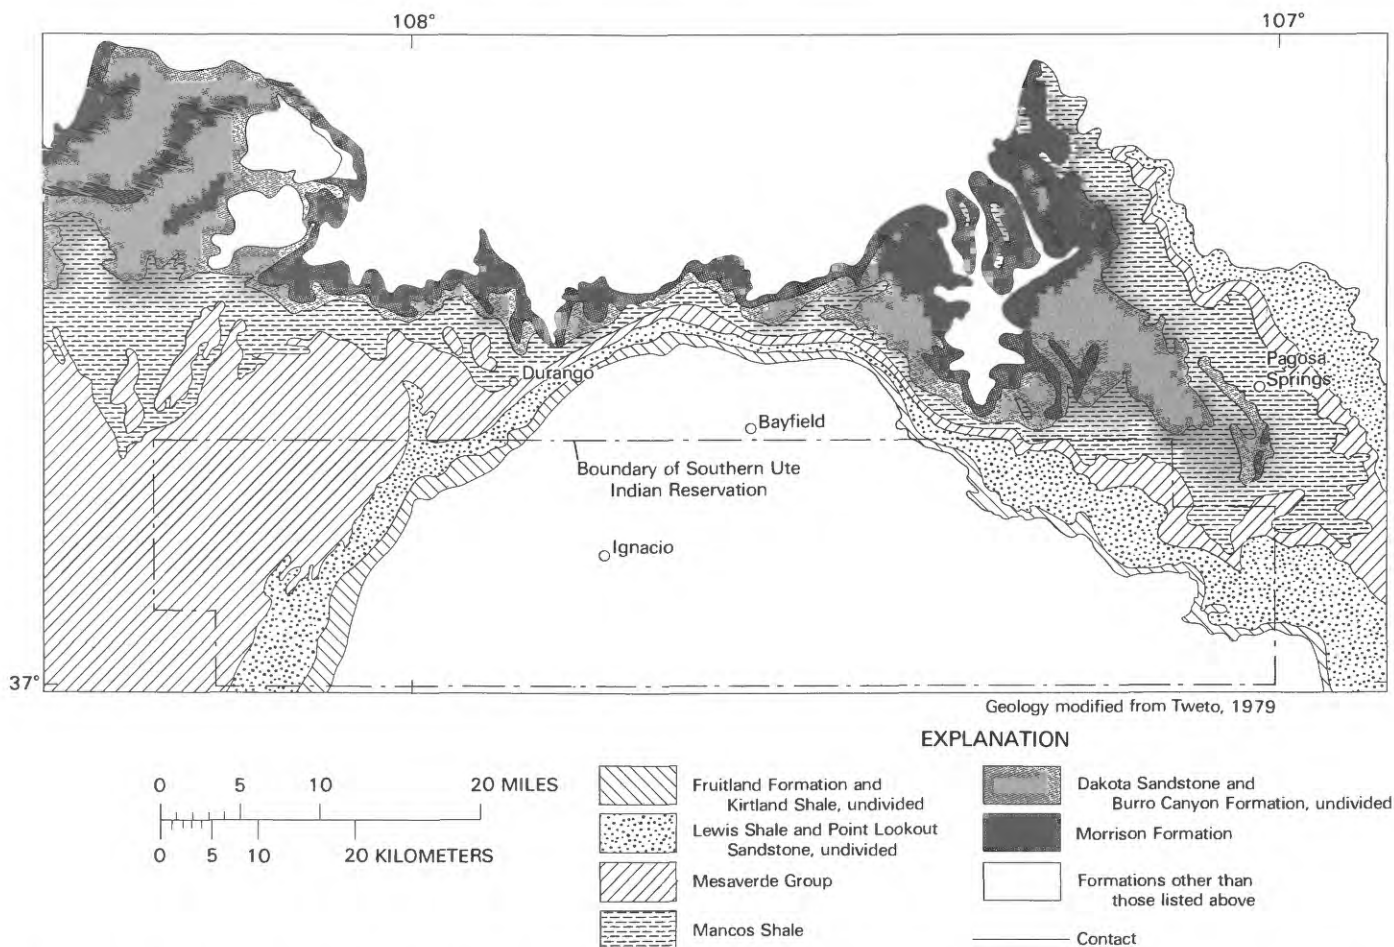 108°
107°
Durango
Pagosa
Springs
Bayfield
Boundary of Southern Ute
Indian Reservation
Ignacio
37°
Geology modified from Tweto, 1979
EXPLANATION
0 5 10 20 MILES
0 5 10 20 KILOMETERS
Fruitland Formation and
Kirtland Shale, undivided
Lewis Shale and Point Lookout
Sandstone, undivided
Mesaverde Group
Mancos Shale
Dakota Sandstone and
Burro Canyon Formation, undivided
Morrison Formation
Formations other than
those listed above
Contact